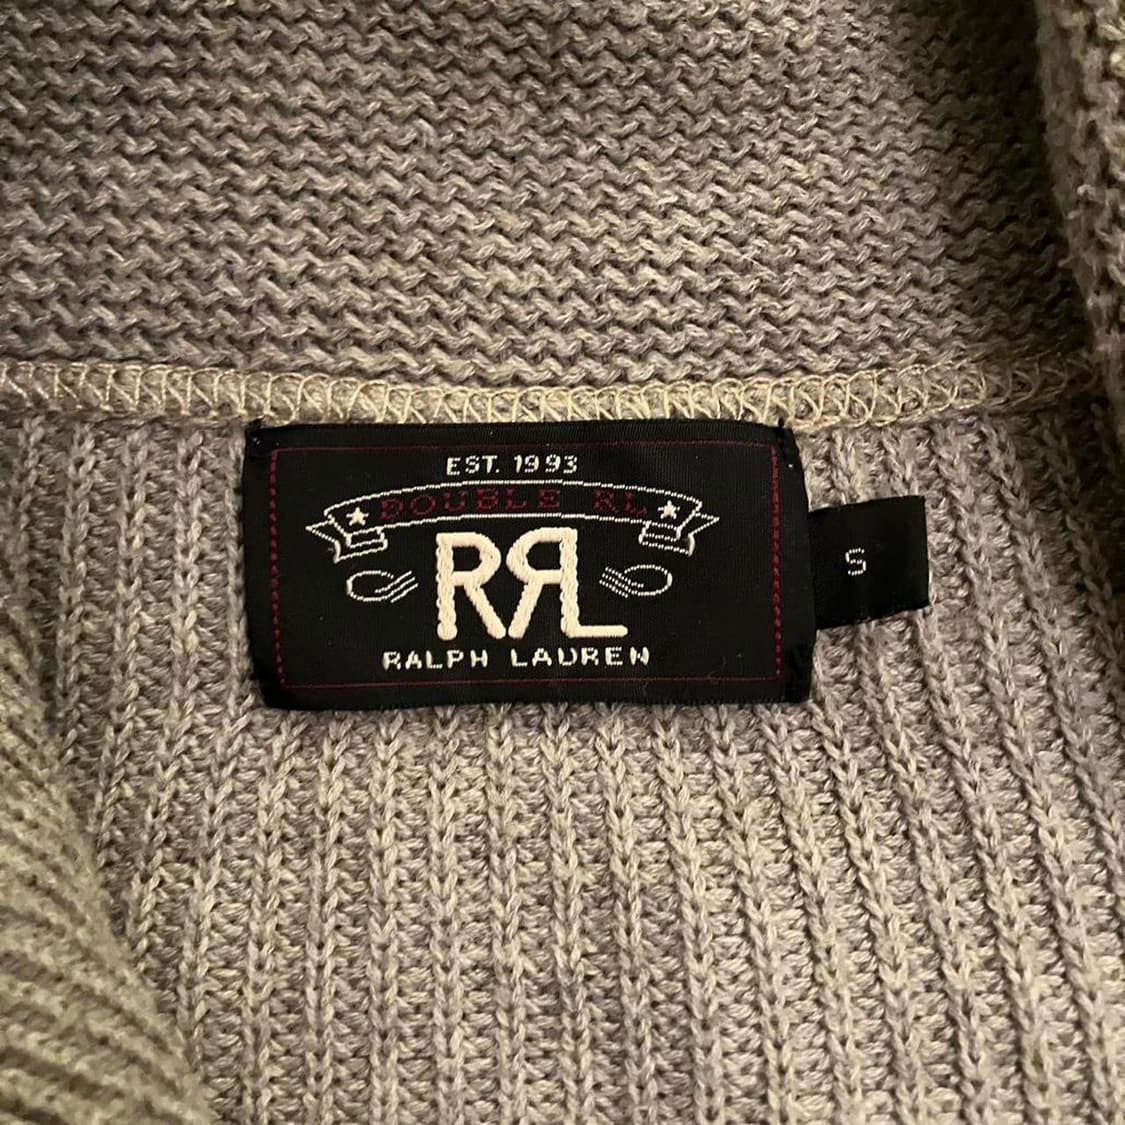 EST. 1993
DOUBLE RL
RRL
RALPH LAUREN
S